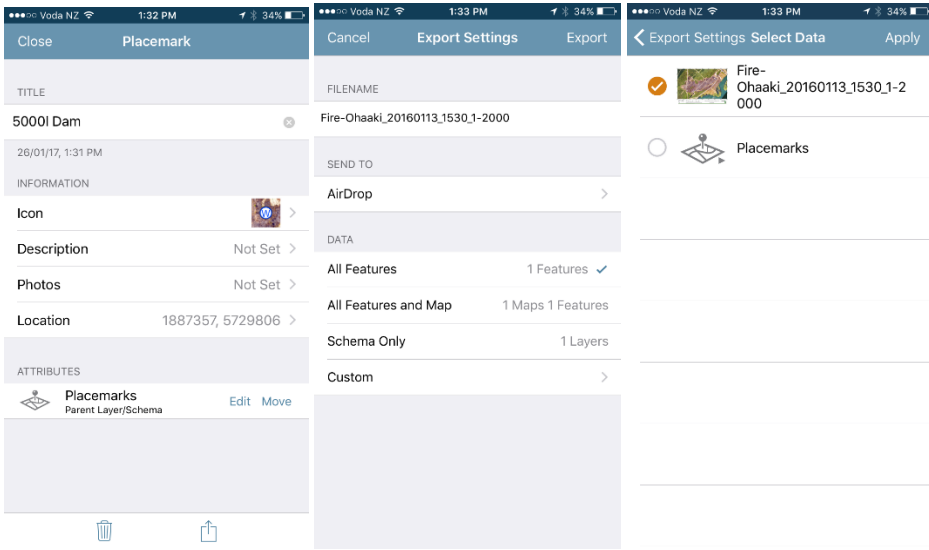 ●●●○○ Voda NZ 1:32 PM 34%
Close Placemark
TITLE
5000l Dam
26/01/17, 1:31 PM
INFORMATION
Icon W
Description Not Set
Photos Not Set
Location 1887357, 5729806
ATTRIBUTES
Placemarks
Parent Layer/Schema
Edit Move
●●●○○ Voda NZ 1:33 PM 34%
Cancel Export Settings Export
FILENAME
Fire-Ohaaki_20160113_1530_1-2000
SEND TO
AirDrop
DATA
All Features 1 Features
All Features and Map 1 Maps 1 Features
Schema Only 1 Layers
Custom
●●●○○ Voda NZ 1:33 PM 34%
Export Settings Select Data Apply
Fire-
Ohaaki_20160113_1530_1-2
000
Placemarks